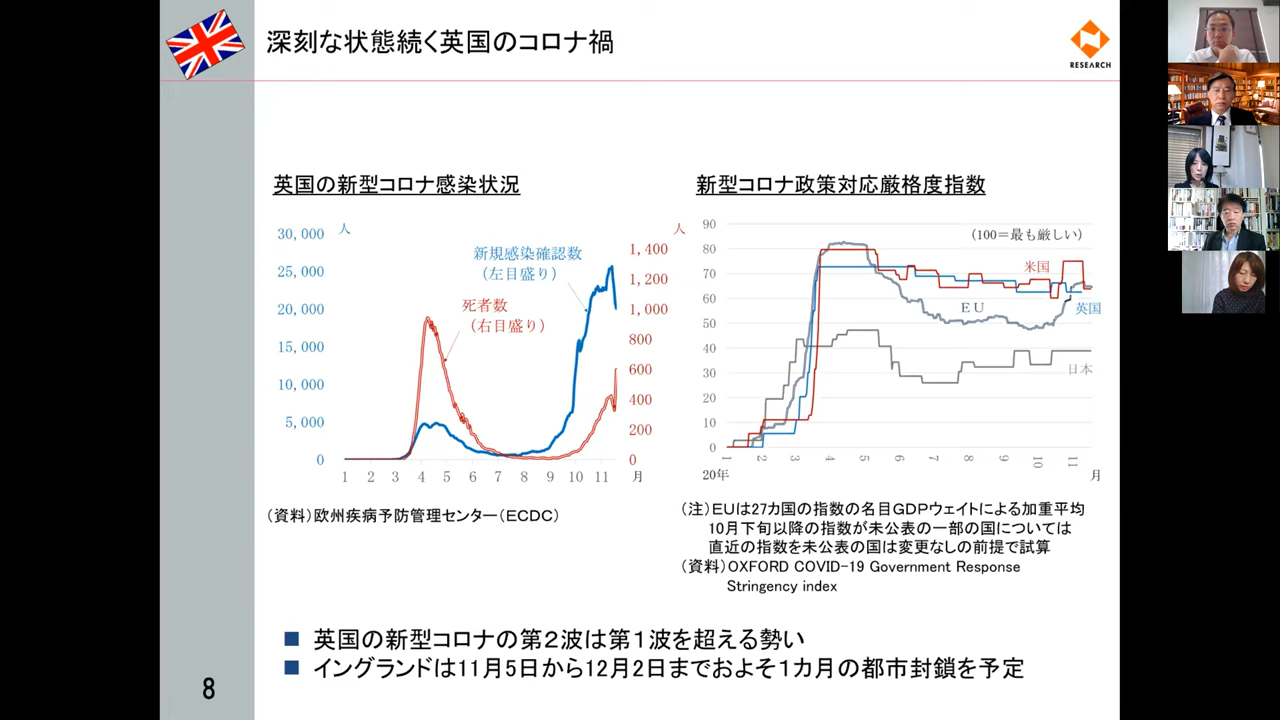 深刻な状態続く英国のコロナ禍
RESEARCH
英国の新型コロナ感染状況
人
30,000
25,000
20,000
15,000
10,000
5,000
0
新規感染確認数
（左目盛り）
死者数
（右目盛り）
人
1,400
1,200
1,000
800
600
400
200
0
1 2 3 4 5 6 7 8 9 10 11 月
（資料）欧州疾病予防管理センター（ECDC）
新型コロナ政策対応厳格度指数
90
80
70
60
50
40
30
20
10
0
（100=最も厳しい）
米国
EU
英国
日本
1 2 3 4 5 6 7 8 9 10 11
20年
月
（注）EUは27カ国の指数の名目GDPウェイトによる加重平均
10月下旬以降の指数が未公表の一部の国については
直近の指数を未公表の国は変更なしの前提で試算
（資料）OXFORD COVID-19 Government Response
Stringency index
■ 英国の新型コロナの第２波は第１波を超える勢い
■ イングランドは11月5日から12月2日までおよそ１カ月の都市封鎖を予定
8